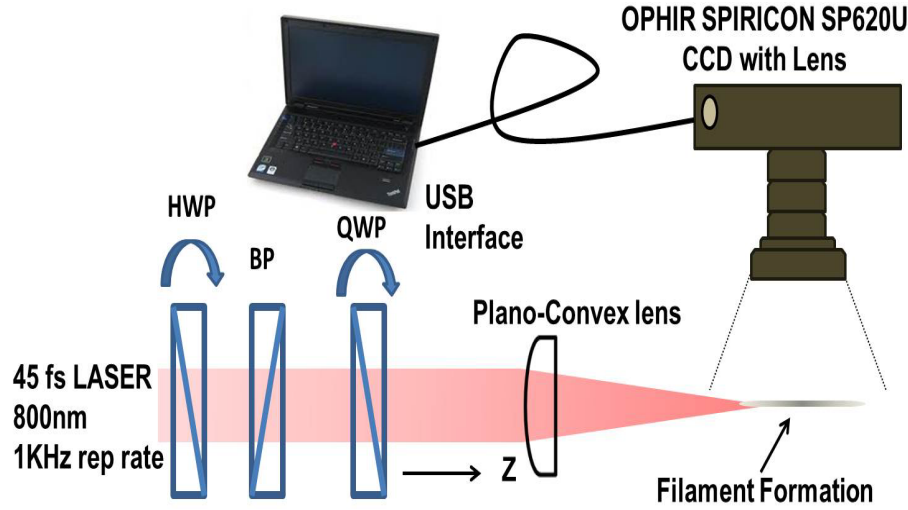 OPHIR SPIRICON SP620U
CCD with Lens
USB
Interface
HWP
BP
QWP
Plano-Convex lens
45 fs LASER
800nm
1KHz rep rate
Z
Filament Formation